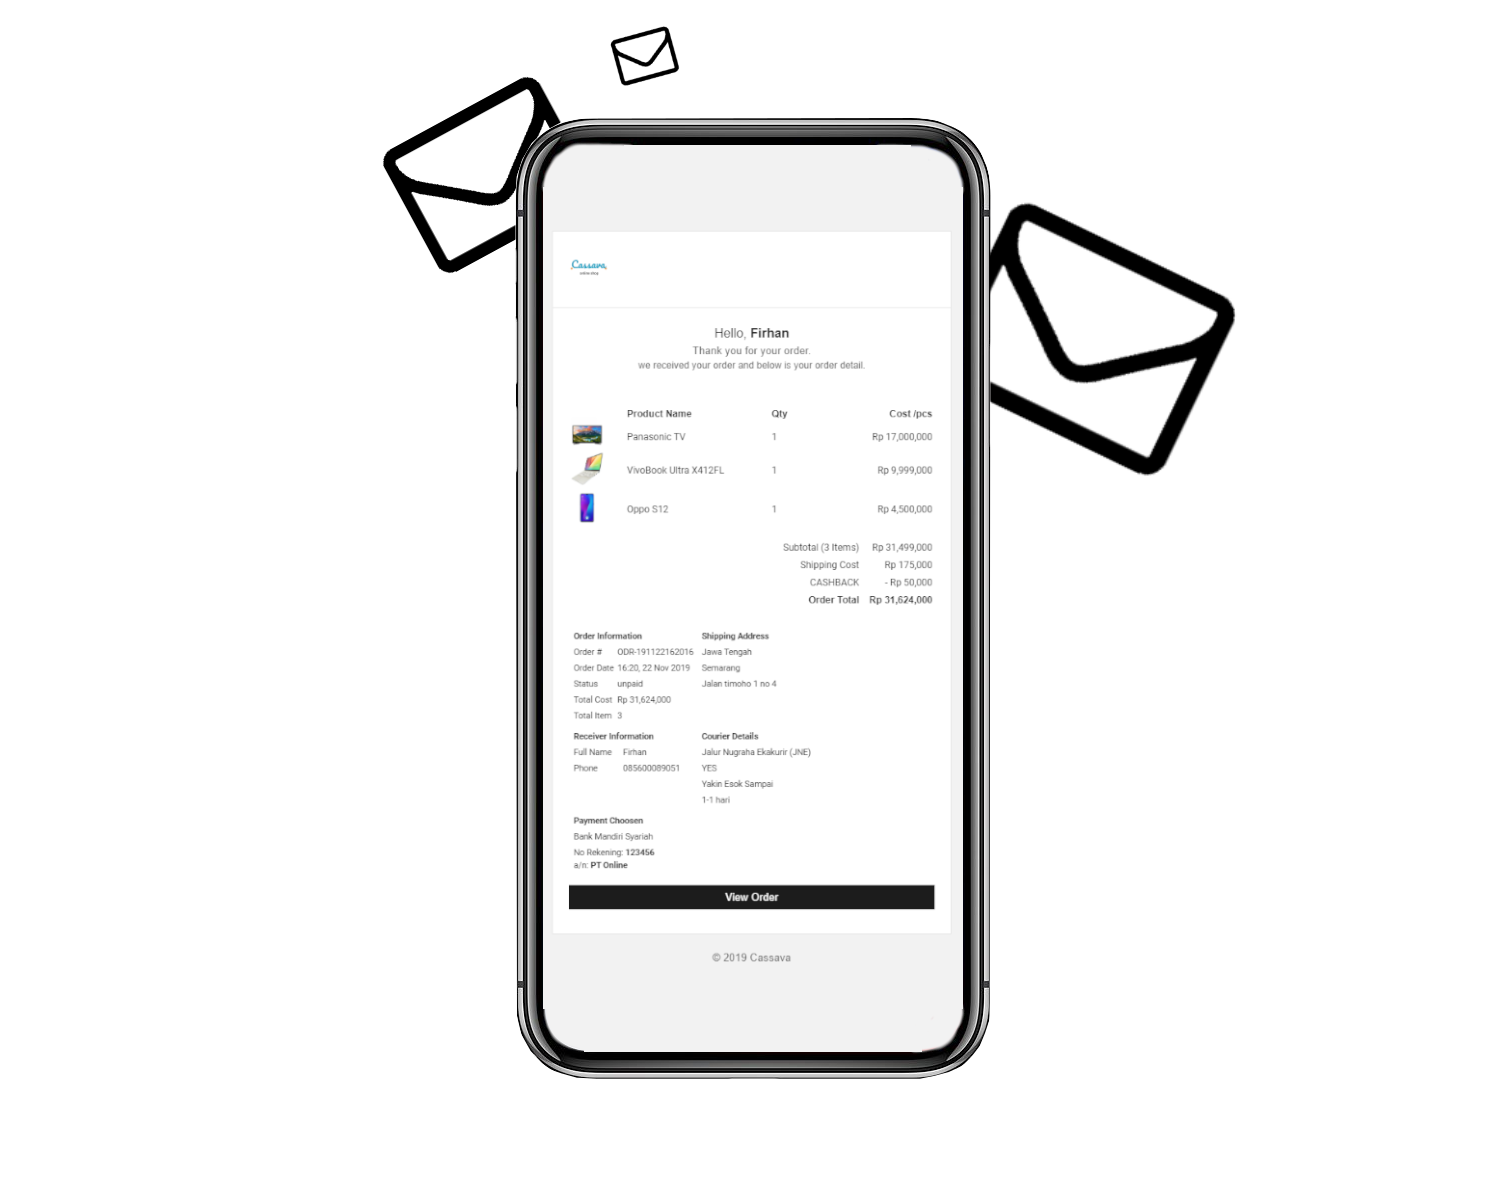 Cassava
online shop
Hello, Firhan
Thank you for your order.
we received your order and below is your order detail.
Product Name Qty Cost /pcs
Panasonic TV 1 Rp 17,000,000
VivoBook Ultra X412FL 1 Rp 9,999,000
Oppo S12 1 Rp 4,500,000
Subtotal (3 Items) Rp 31,499,000
Shipping Cost Rp 175,000
CASHBACK - Rp 50,000
Order Total Rp 31,624,000
Order Information
Order # ODR-191122162016
Order Date 16:20, 22 Nov 2019
Status unpaid
Total Cost Rp 31,624,000
Total Item 3
Shipping Address
Jawa Tengah
Semarang
Jalan timoho 1 no 4
Receiver Information
Full Name Firhan
Phone 085600089051
Courier Details
Jalur Nugraha Ekakurir (JNE)
YES
Yakin Esok Sampai
1-1 hari
Payment Choosen
Bank Mandiri Syariah
No Rekening: 123456
a/n: PT Online
View Order
© 2019 Cassava